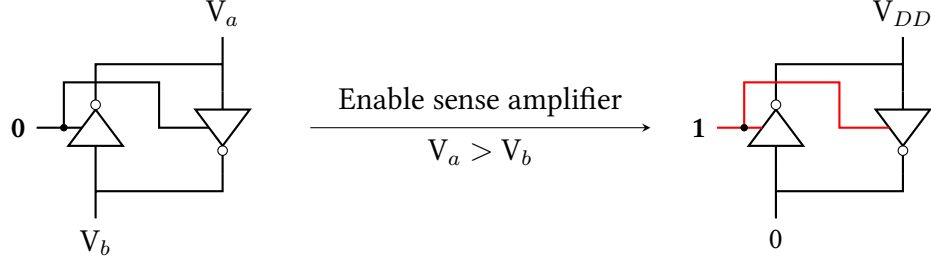 V_a
V_DD
0
Enable sense amplifier
1
V_a > V_b
V_b
0